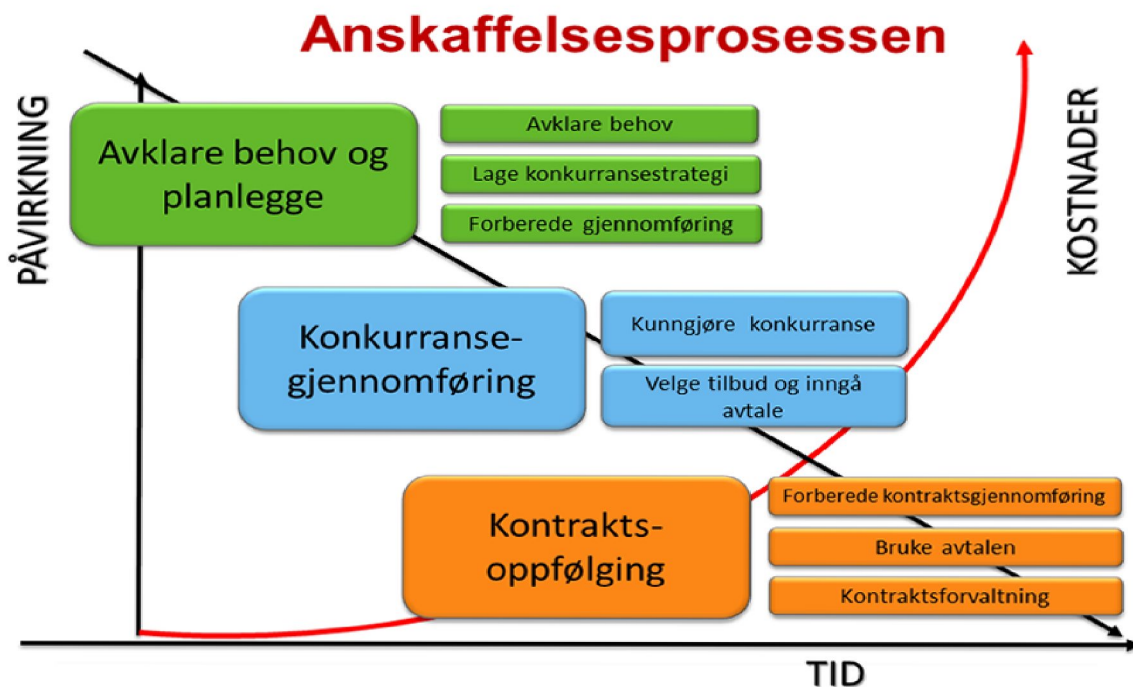 Anskaffelsesprosessen
PÅVIRKNING
KOSTNADER
Avklare behov og
planlegge
Avklare behov
Lage konkurransestrategi
Forberede gjennomføring
Konkurranse-
gjennomføring
Kunngjøre konkurranse
Velge tilbud og inngå
avtale
Kontrakts-
oppfølging
Forberede kontraktsgjennomføring
Bruke avtalen
Kontraktsforvaltning
TID